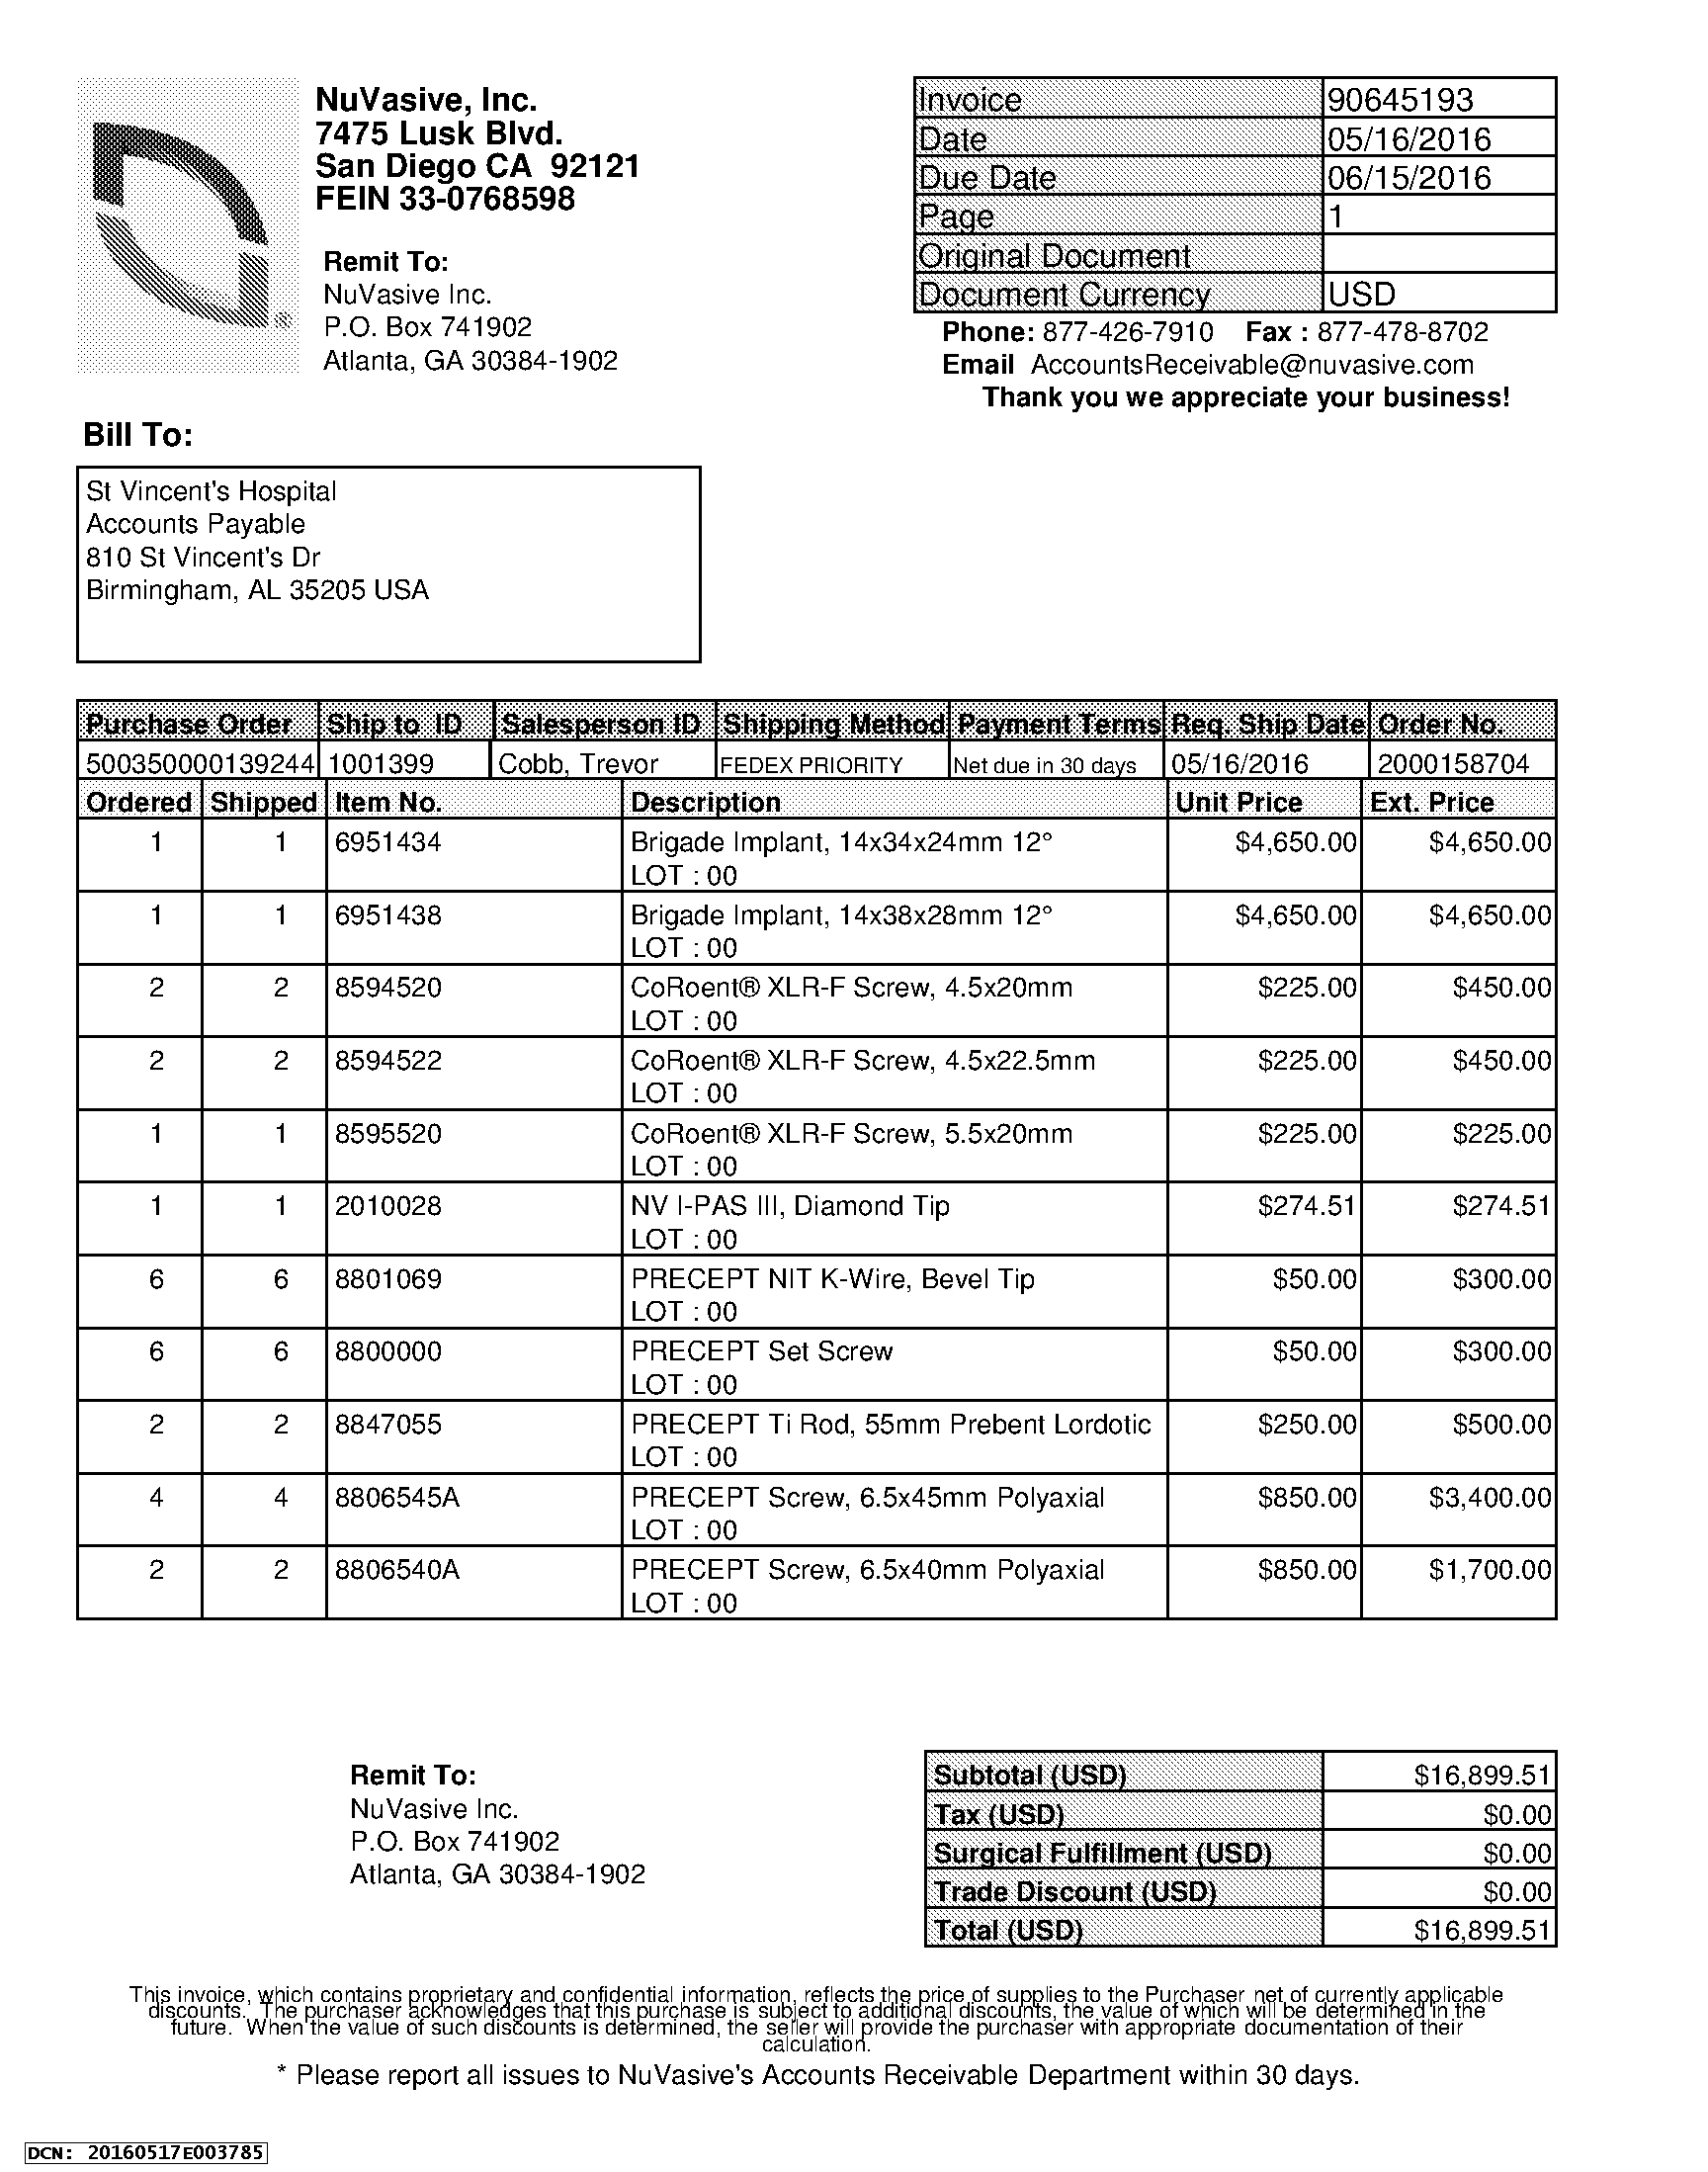 NuVasive, Inc.
7475 Lusk Blvd.
San Diego CA 92121
FEIN 33-0768598
Remit To:
NuVasive Inc.
P.O. Box 741902
Atlanta, GA 30384-1902
Invoice 90645193
Date 05/16/2016
Due Date 06/15/2016
Page 1
Original Document
Document Currency USD
Phone: 877-426-7910 Fax : 877-478-8702
Email AccountsReceivable@nuvasive.com
Thank you we appreciate your business!
Bill To:
St Vincent's Hospital
Accounts Payable
810 St Vincent's Dr
Birmingham, AL 35205 USA
Purchase Order Ship to ID Salesperson ID Shipping Method Payment Terms Req. Ship Date Order No.
500350000139244 1001399 Cobb, Trevor FEDEX PRIORITY Net due in 30 days 05/16/2016 2000158704
Ordered Shipped Item No. Description Unit Price Ext. Price
1 1 6951434 Brigade Implant, 14x34x24mm 12° $4,650.00 $4,650.00
LOT : 00
1 1 6951438 Brigade Implant, 14x38x28mm 12° $4,650.00 $4,650.00
LOT : 00
2 2 8594520 CoRoent® XLR-F Screw, 4.5x20mm $225.00 $450.00
LOT : 00
2 2 8594522 CoRoent® XLR-F Screw, 4.5x22.5mm $225.00 $450.00
LOT : 00
1 1 8595520 CoRoent® XLR-F Screw, 5.5x20mm $225.00 $225.00
LOT : 00
1 1 2010028 NV I-PAS III, Diamond Tip $274.51 $274.51
LOT : 00
6 6 8801069 PRECEPT NIT K-Wire, Bevel Tip $50.00 $300.00
LOT : 00
6 6 8800000 PRECEPT Set Screw $50.00 $300.00
LOT : 00
2 2 8847055 PRECEPT Ti Rod, 55mm Prebent Lordotic $250.00 $500.00
LOT : 00
4 4 8806545A PRECEPT Screw, 6.5x45mm Polyaxial $850.00 $3,400.00
LOT : 00
2 2 8806540A PRECEPT Screw, 6.5x40mm Polyaxial $850.00 $1,700.00
LOT : 00
Remit To:
NuVasive Inc.
P.O. Box 741902
Atlanta, GA 30384-1902
Subtotal (USD) $16,899.51
Tax (USD) $0.00
Surgical Fulfillment (USD) $0.00
Trade Discount (USD) $0.00
Total (USD) $16,899.51
This invoice, which contains proprietary and confidential information, reflects the price of supplies to the Purchaser net of currently applicable
discounts. The purchaser acknowledges that this purchase is subject to additional discounts, the value of which will be determined in the
future. When the value of such discounts is determined, the seller will provide the purchaser with appropriate documentation of their
calculation.
* Please report all issues to NuVasive's Accounts Receivable Department within 30 days.
DCN: 20160517E003785